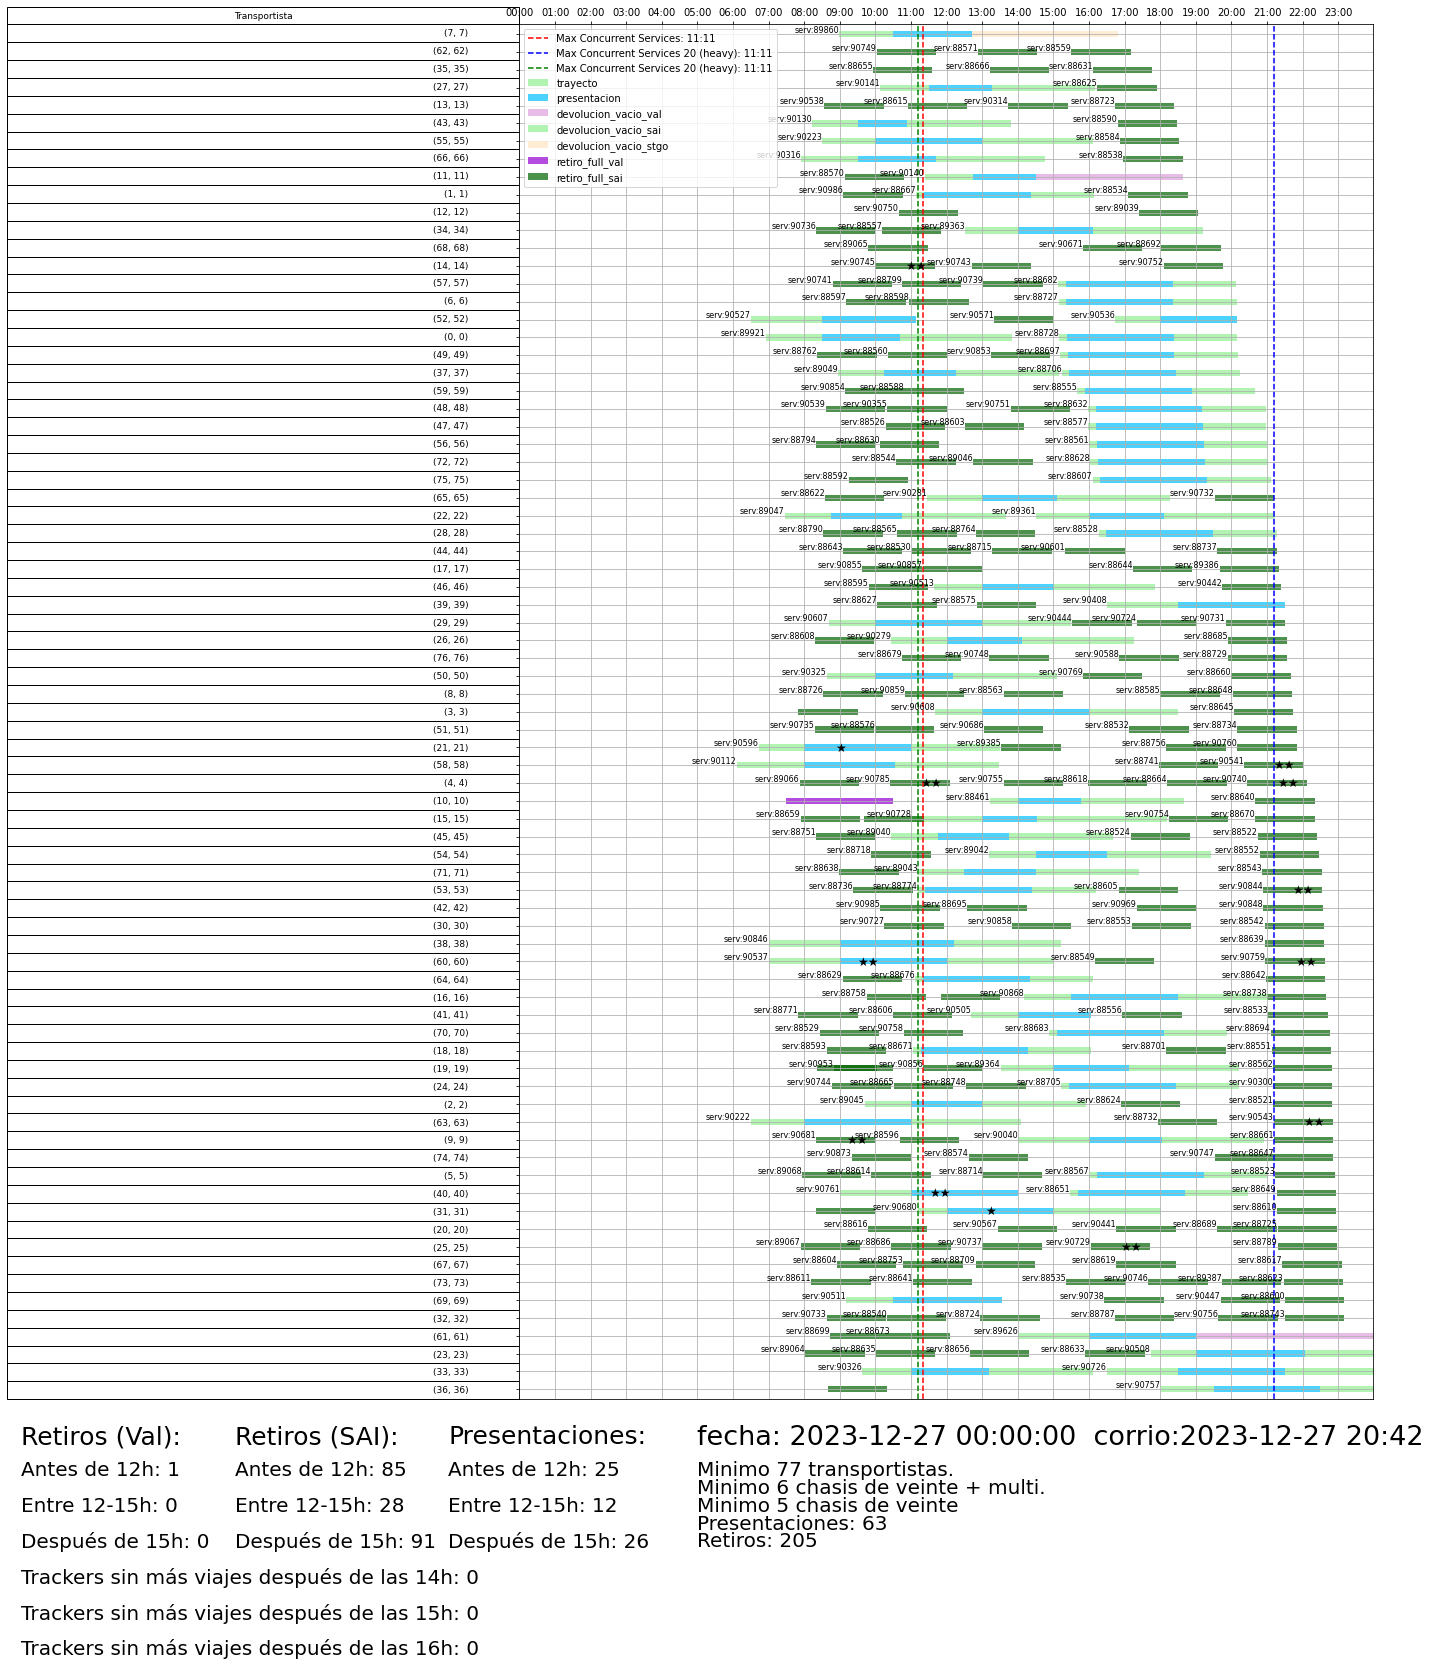 Transportista
00:00 01:00 02:00 03:00 04:00 05:00 06:00 07:00 08:00 09:00 10:00 11:00 12:00 13:00 14:00 15:00 16:00 17:00 18:00 19:00 20:00 21:00 22:00 23:00
Max Concurrent Services: 11:11
Max Concurrent Services 20 (heavy): 11:11
Max Concurrent Services 20 (heavy): 11:11
trayecto
presentacion
devolucion_vacio_val
devolucion_vacio_sai
devolucion_vacio_stgo
retiro_full_val
retiro_full_sai
(7, 7) serv:89860
(62, 62) serv:90749 serv:88571 serv:88559
(35, 35) serv:88655 serv:88666 serv:88631
(27, 27) serv:90141 serv:88625
(13, 13) serv:90538 serv:88615 serv:90314 serv:88723
(43, 43) serv:90130 serv:88590
(55, 55) serv:90223 serv:88584
(66, 66) serv:90316 serv:88538
(11, 11) serv:88570 serv:90140
(1, 1) serv:90986 serv:88667 serv:88534
(12, 12) serv:90750 serv:89039
(34, 34) serv:90736 serv:88557 serv:89363
(68, 68) serv:89065 serv:90671 serv:88692
(14, 14) serv:90745 serv:90743 serv:90752
(57, 57) serv:90741 serv:88799 serv:90739 serv:88682
(6, 6) serv:88597 serv:88598 serv:88727
(52, 52) serv:90527 serv:90571 serv:90536
(0, 0) serv:89921 serv:88728
(49, 49) serv:88762 serv:88560 serv:90853 serv:88697
(37, 37) serv:89049 serv:88706
(59, 59) serv:90854 serv:88588 serv:88555
(48, 48) serv:90539 serv:90355 serv:90751 serv:88632
(47, 47) serv:88526 serv:88603 serv:88577
(56, 56) serv:88794 serv:88630 serv:88561
(72, 72) serv:88544 serv:89046 serv:88628
(75, 75) serv:88592 serv:88607
(65, 65) serv:88622 serv:90281 serv:90732
(22, 22) serv:89047 serv:89361
(28, 28) serv:88790 serv:88565 serv:88764 serv:88528
(44, 44) serv:88643 serv:88530 serv:88715 serv:90601 serv:88737
(17, 17) serv:90855 serv:90857 serv:88644 serv:89386
(46, 46) serv:88595 serv:90513 serv:90442
(39, 39) serv:88627 serv:88575 serv:90408
(29, 29) serv:90607 serv:90444 serv:90724 serv:90731
(26, 26) serv:88608 serv:90279 serv:88685
(76, 76) serv:88679 serv:90748 serv:90588 serv:88729
(50, 50) serv:90325 serv:90769 serv:88660
(8, 8) serv:88726 serv:90859 serv:88563 serv:88585 serv:88648
(3, 3) serv:90608 serv:88645
(51, 51) serv:90735 serv:88576 serv:90686 serv:88532 serv:88734
(21, 21) serv:90596 serv:89385 serv:88756 serv:90760
(58, 58) serv:90112 serv:88741 serv:90541
(4, 4) serv:89066 serv:90785 serv:90755 serv:88618 serv:88664 serv:90740
(10, 10) serv:88461 serv:88640
(15, 15) serv:88659 serv:90728 serv:90754 serv:88670
(45, 45) serv:88751 serv:89040 serv:88524 serv:88522
(54, 54) serv:88718 serv:89042 serv:88552
(71, 71) serv:88638 serv:89043 serv:88543
(53, 53) serv:88736 serv:88774 serv:88605 serv:90844
(42, 42) serv:90985 serv:88695 serv:90969 serv:90848
(30, 30) serv:90727 serv:90858 serv:88553 serv:88542
(38, 38) serv:90846 serv:88639
(60, 60) serv:90537 serv:88549 serv:90759
(64, 64) serv:88629 serv:88676 serv:88642
(16, 16) serv:88758 serv:90868 serv:88738
(41, 41) serv:88771 serv:88606 serv:90505 serv:88556 serv:88533
(70, 70) serv:88529 serv:90758 serv:88683 serv:88694
(18, 18) serv:88593 serv:88671 serv:88701 serv:88551
(19, 19) serv:90953 serv:90856 serv:89364 serv:88562
(24, 24) serv:90744 serv:88665 serv:88748 serv:88705 serv:90300
(2, 2) serv:89045 serv:88624 serv:88521
(63, 63) serv:90222 serv:88732 serv:90543
(9, 9) serv:90681 serv:88596 serv:90040 serv:88661
(74, 74) serv:90873 serv:88574 serv:90747 serv:88647
(5, 5) serv:89068 serv:88614 serv:88714 serv:88567 serv:88523
(40, 40) serv:90761 serv:88651 serv:88649
(31, 31) serv:90680 serv:88610
(20, 20) serv:88616 serv:90567 serv:90441 serv:88689 serv:88725
(25, 25) serv:89067 serv:88686 serv:90737 serv:90729 serv:88789
(67, 67) serv:88604 serv:88753 serv:88709 serv:88619 serv:88617
(73, 73) serv:88611 serv:88641 serv:88535 serv:90746 serv:89387 serv:88623
(69, 69) serv:90511 serv:90738 serv:90447 serv:88600
(32, 32) serv:90733 serv:88540 serv:88724 serv:88787 serv:90756 serv:88743
(61, 61) serv:88699 serv:88673 serv:89626
(23, 23) serv:89064 serv:88635 serv:88656 serv:88633 serv:90508
(33, 33) serv:90326 serv:90726
(36, 36) serv:90757
Retiros (Val): Retiros (SAI): Presentaciones: fecha: 2023-12-27 00:00:00 corrio:2023-12-27 20:42
Antes de 12h: 1 Antes de 12h: 85 Antes de 12h: 25 Minimo 77 transportistas.
Minimo 6 chasis de veinte + multi.
Entre 12-15h: 0 Entre 12-15h: 28 Entre 12-15h: 12 Minimo 5 chasis de veinte
Presentaciones: 63
Después de 15h: 0 Después de 15h: 91 Después de 15h: 26 Retiros: 205
Trackers sin más viajes después de las 14h: 0
Trackers sin más viajes después de las 15h: 0
Trackers sin más viajes después de las 16h: 0